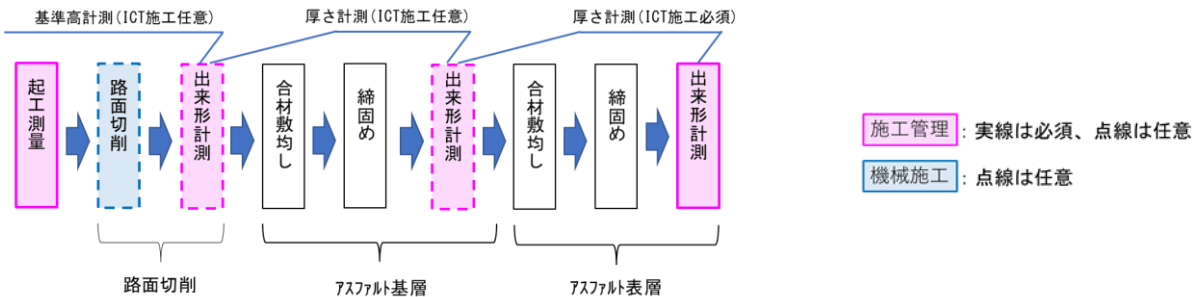 基準高計測(ICT施工任意)
厚さ計測(ICT施工任意)
厚さ計測(ICT施工必須)
起工測量
路面切削
出来形計測
合材敷均し
締固め
出来形計測
合材敷均し
締固め
出来形計測
施工管理 : 実線は必須、点線は任意
機械施工 : 点線は任意
路面切削
アスファルト基層
アスファルト表層